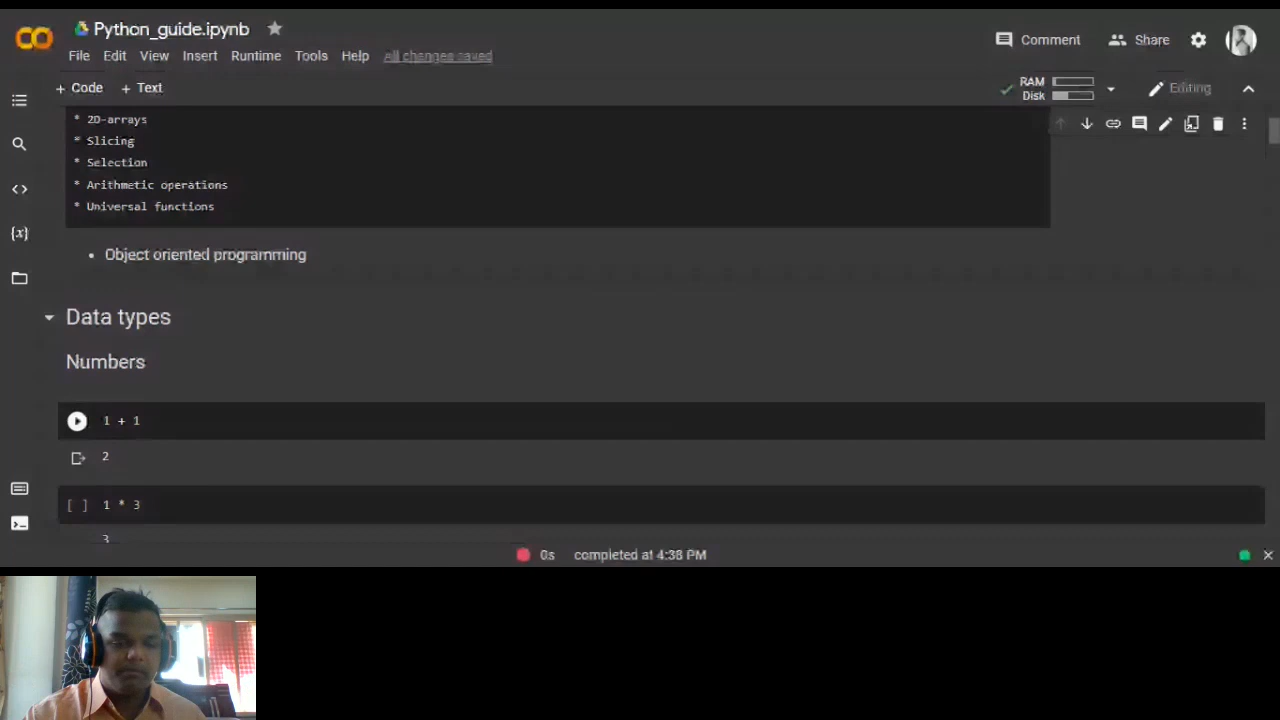 Python_guide.ipynb
File Edit View Insert Runtime Tools Help All changes saved
Comment Share
+ Code + Text
RAM
Disk
Editing
* 2D-arrays
* Slicing
* Selection
* Arithmetic operations
* Universal functions
• Object oriented programming
Data types
Numbers
1 + 1
2
[ ] 1 * 3
3
0s completed at 4:38 PM